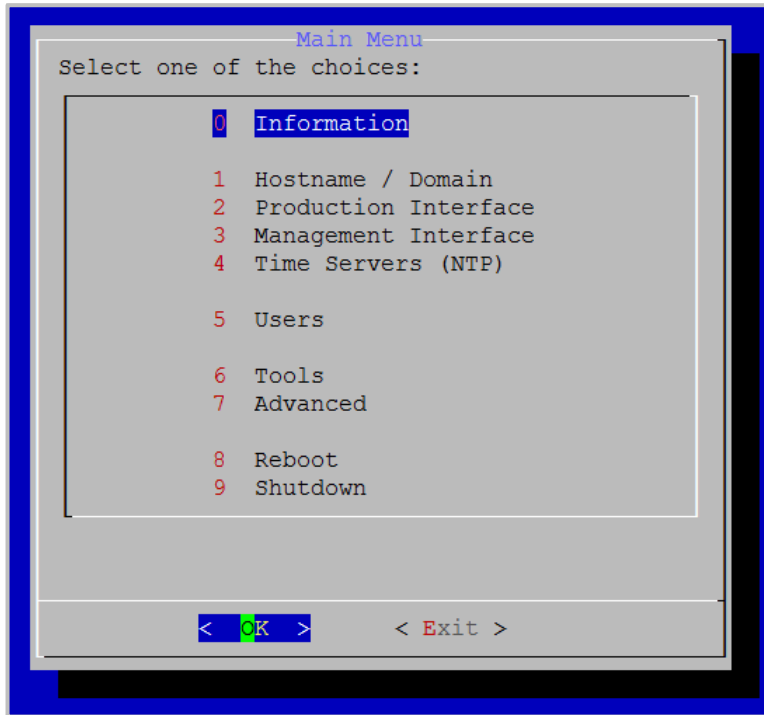 Main Menu
Select one of the choices:
0 Information
1 Hostname / Domain
2 Production Interface
3 Management Interface
4 Time Servers (NTP)
5 Users
6 Tools
7 Advanced
8 Reboot
9 Shutdown
< OK > < Exit >